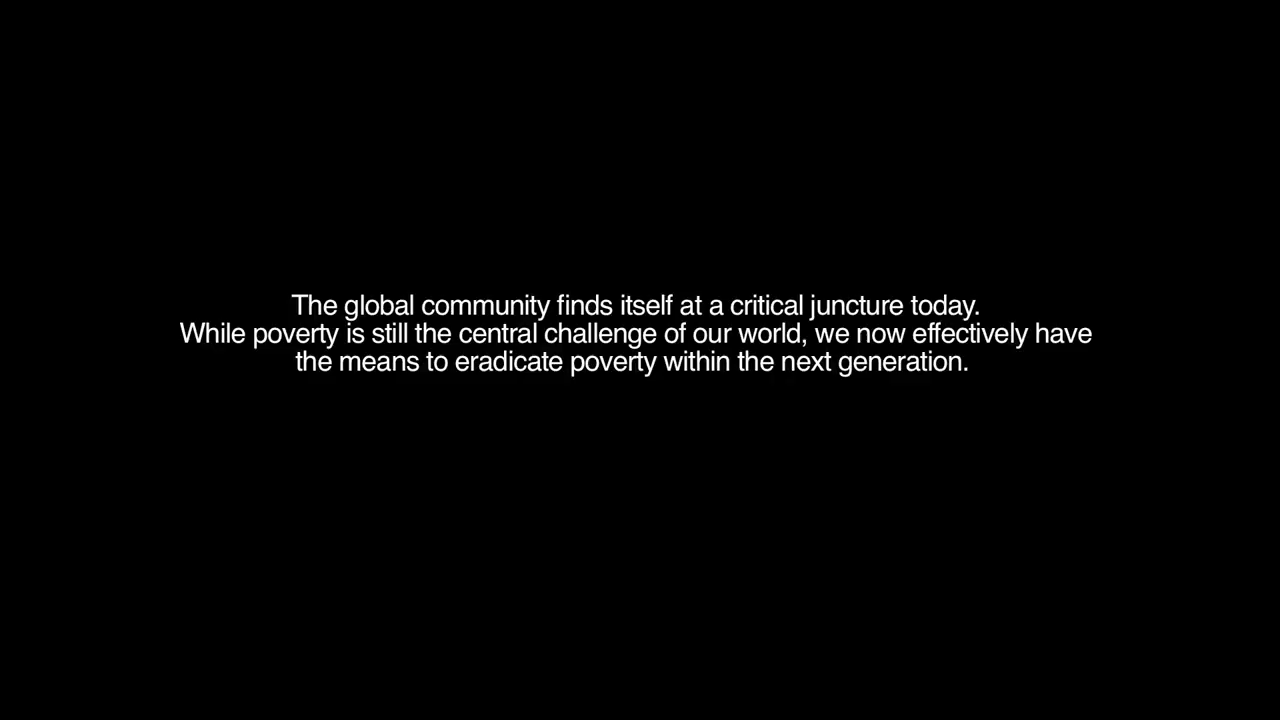 The global community finds itself at a critical juncture today.
While poverty is still the central challenge of our world, we now effectively have
the means to eradicate poverty within the next generation.